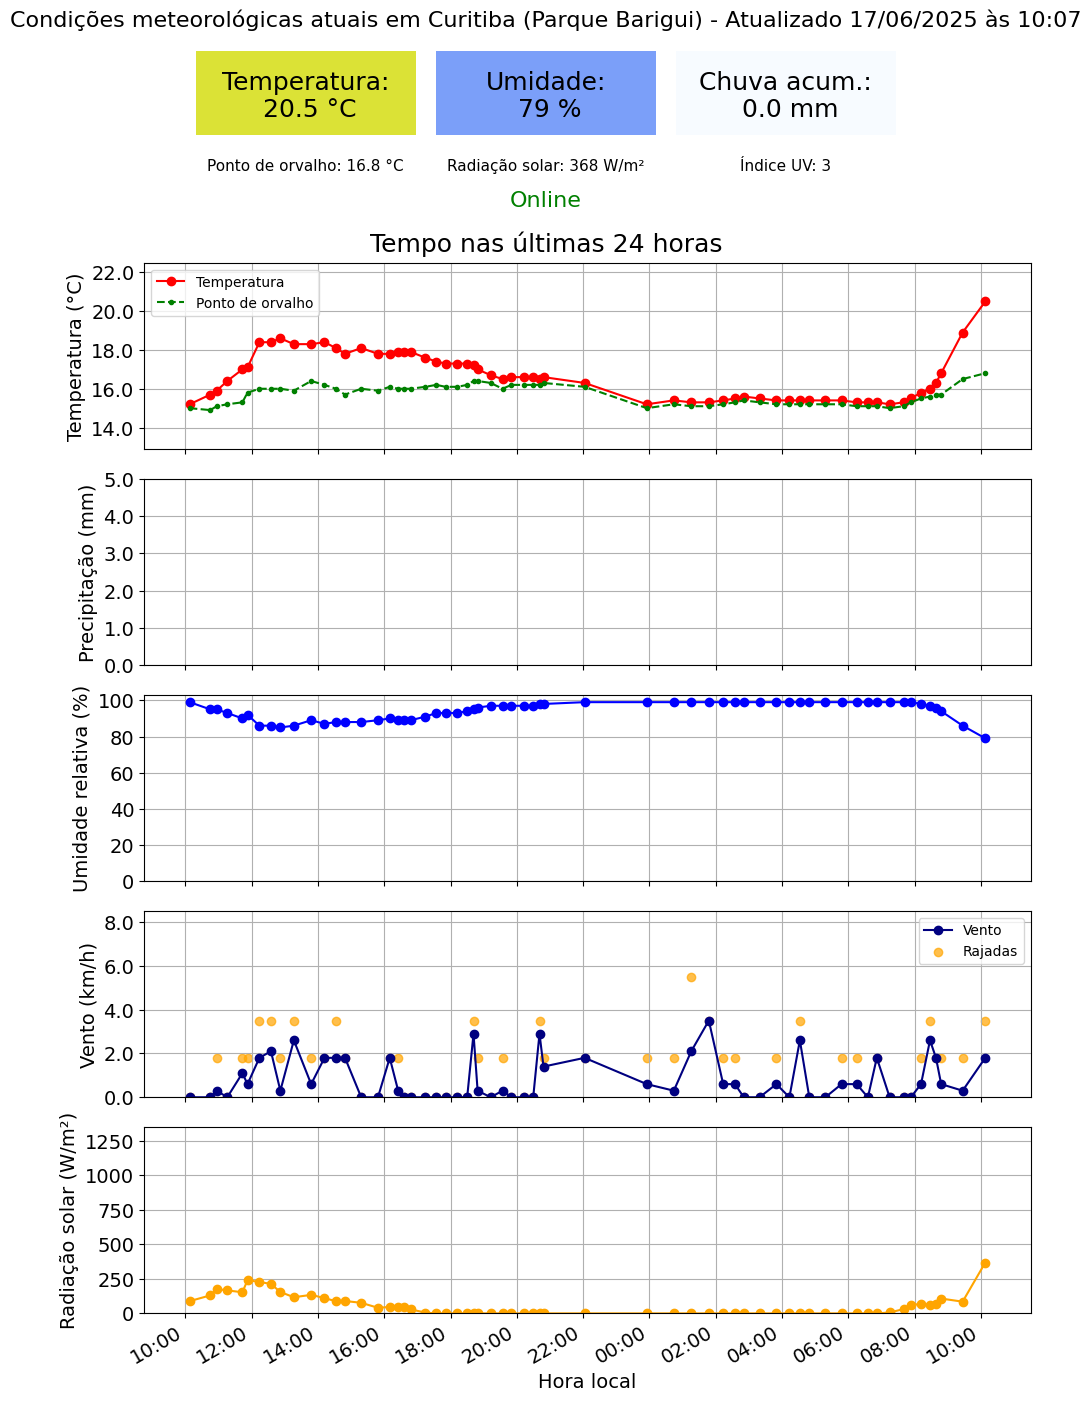 Condições meteorológicas atuais em Curitiba (Parque Barigui) - Atualizado 17/06/2025 às 10:07
Temperatura:
20.5 °C
Umidade:
79 %
Chuva acum.:
0.0 mm
Ponto de orvalho: 16.8 °C
Radiação solar: 368 W/m²
Índice UV: 3
Online
Tempo nas últimas 24 horas
Temperatura (°C)
22.0
20.0
18.0
16.0
14.0
Temperatura
Ponto de orvalho
Precipitação (mm)
5.0
4.0
3.0
2.0
1.0
0.0
Umidade relativa (%)
100
80
60
40
20
0
Vento (km/h)
8.0
6.0
4.0
2.0
0.0
Vento
Rajadas
Radiação solar (W/m²)
1250
1000
750
500
250
0
10:00
12:00
14:00
16:00
18:00
20:00
22:00
00:00
02:00
04:00
06:00
08:00
10:00
Hora local